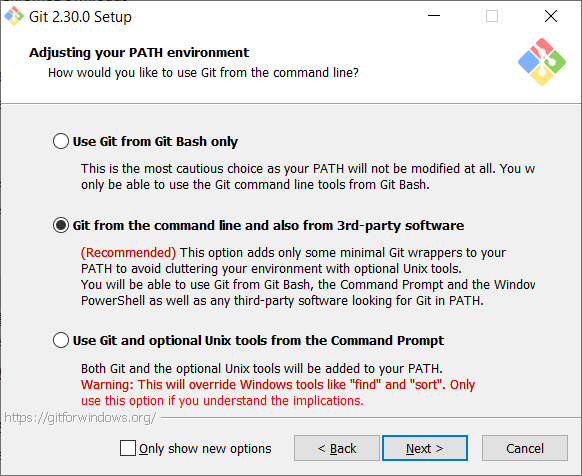 Git 2.30.0 Setup
Adjusting your PATH environment
How would you like to use Git from the command line?
Use Git from Git Bash only
This is the most cautious choice as your PATH will not be modified at all. You w
only be able to use the Git command line tools from Git Bash.
Git from the command line and also from 3rd-party software
(Recommended) This option adds only some minimal Git wrappers to your
PATH to avoid cluttering your environment with optional Unix tools.
You will be able to use Git from Git Bash, the Command Prompt and the Window
PowerShell as well as any third-party software looking for Git in PATH.
Use Git and optional Unix tools from the Command Prompt
Both Git and the optional Unix tools will be added to your PATH.
Warning: This will override Windows tools like "find" and "sort". Only
use this option if you understand the implications.
https://gitforwindows.org/
Only show new options
< Back
Next >
Cancel